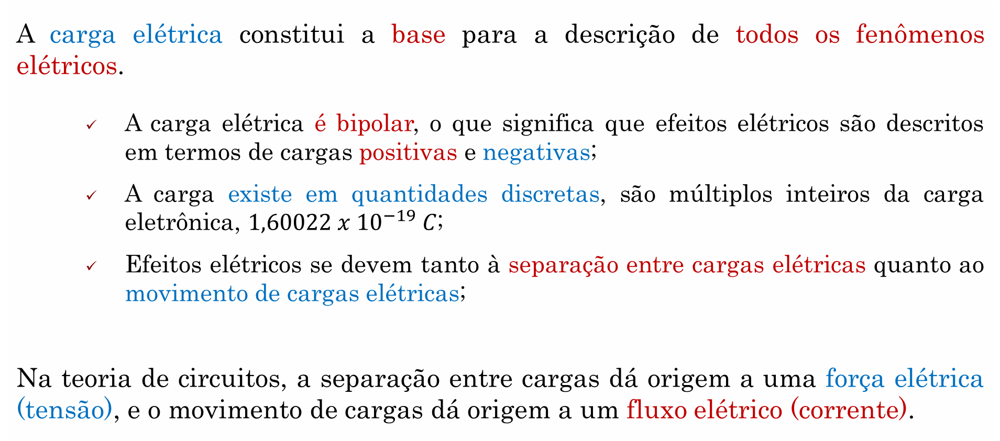 A carga elétrica constitui a base para a descrição de todos os fenômenos
elétricos.
✓ A carga elétrica é bipolar, o que significa que efeitos elétricos são descritos
em termos de cargas positivas e negativas;
✓ A carga existe em quantidades discretas, são múltiplos inteiros da carga
eletrônica, 1,60022 x 10⁻¹⁹ C;
✓ Efeitos elétricos se devem tanto à separação entre cargas elétricas quanto ao
movimento de cargas elétricas;
Na teoria de circuitos, a separação entre cargas dá origem a uma força elétrica
(tensão), e o movimento de cargas dá origem a um fluxo elétrico (corrente).